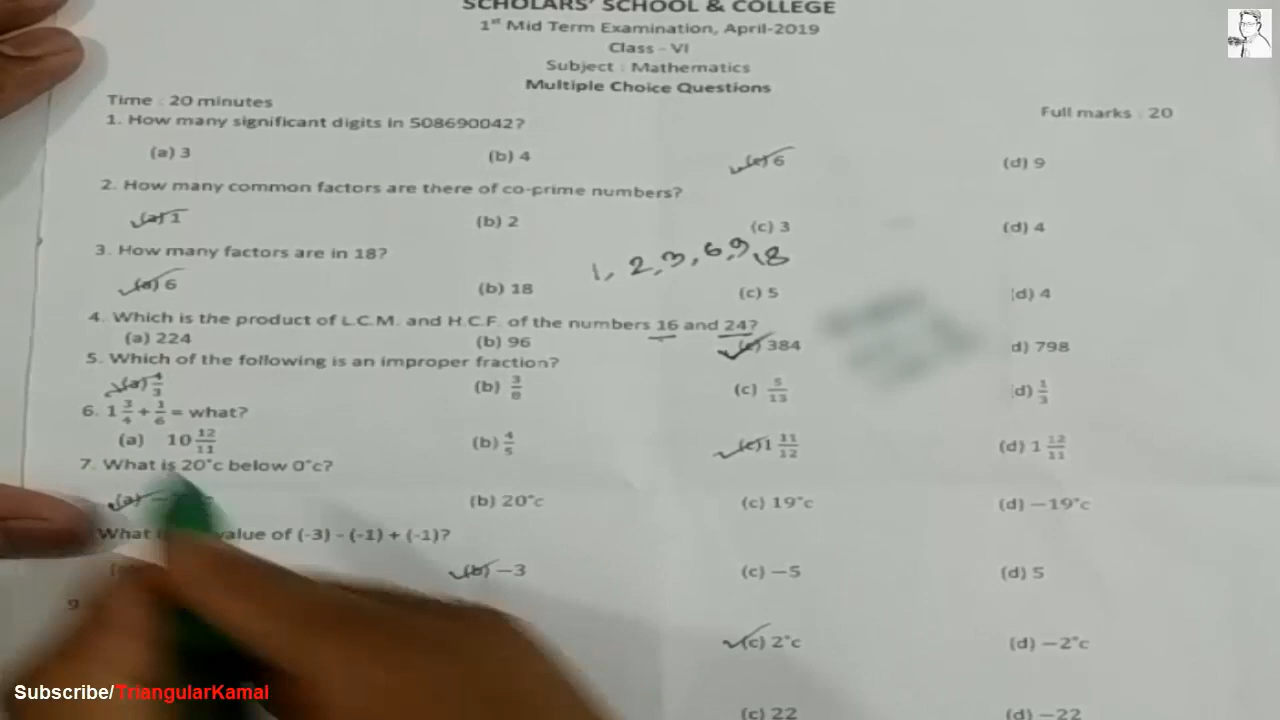 SCHOLARS' SCHOOL & COLLEGE
1st Mid Term Examination, April-2019
Class - VI
Subject : Mathematics
Multiple Choice Questions
Time : 20 minutes
Full marks : 20
1. How many significant digits in 508690042?
(a) 3 (b) 4 (c) 6 (d) 9
2. How many common factors are there of co-prime numbers?
(a) 1 (b) 2 (c) 3 (d) 4
3. How many factors are in 18?
1, 2, 3, 6, 9, 18
(a) 6 (b) 18 (c) 5 (d) 4
4. Which is the product of L.C.M. and H.C.F. of the numbers 16 and 24?
(a) 224 (b) 96 (c) 384 d) 798
5. Which of the following is an improper fraction?
(a) 4/3 (b) 3/8 (c) 5/13 d) 1/3
6. 1 3/4 + 1/6 = what?
(a) 10 12/11 (b) 4/5 (c) 1 11/12 (d) 1 12/11
7. What is 20°c below 0°c?
(a) (b) 20°c (c) 19°c (d) −19°c
What value of (-3) - (-1) + (-1)?
(b) −3 (c) −5 (d) 5
9
(c) 2°c (d) −2°c
(c) 22 (d) −22
Subscribe/TriangularKamal